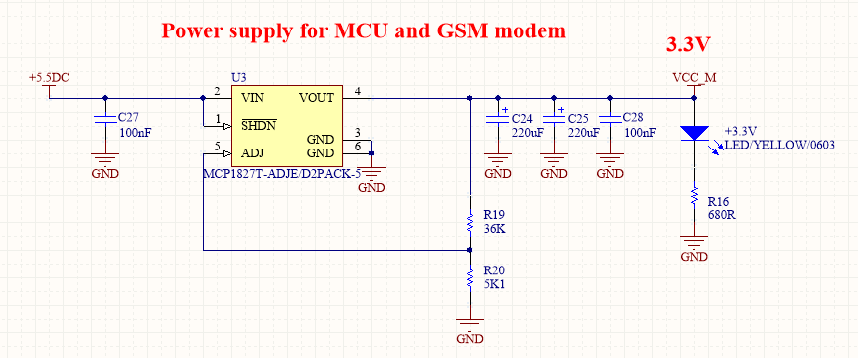 Power supply for MCU and GSM modem
3.3V
+5.5DC
U3
VCC_M
2
VIN
VOUT
4
C27
100nF
1
SHDN
C24
220uF
C25
220uF
C28
100nF
+3.3V
LED/YELLOW/0603
GND
3
5
ADJ
GND
6
MCP1827T-ADJE/D2PACK-5
GND
GND
GND
GND
GND
R16
680R
R19
36K
GND
R20
5K1
GND